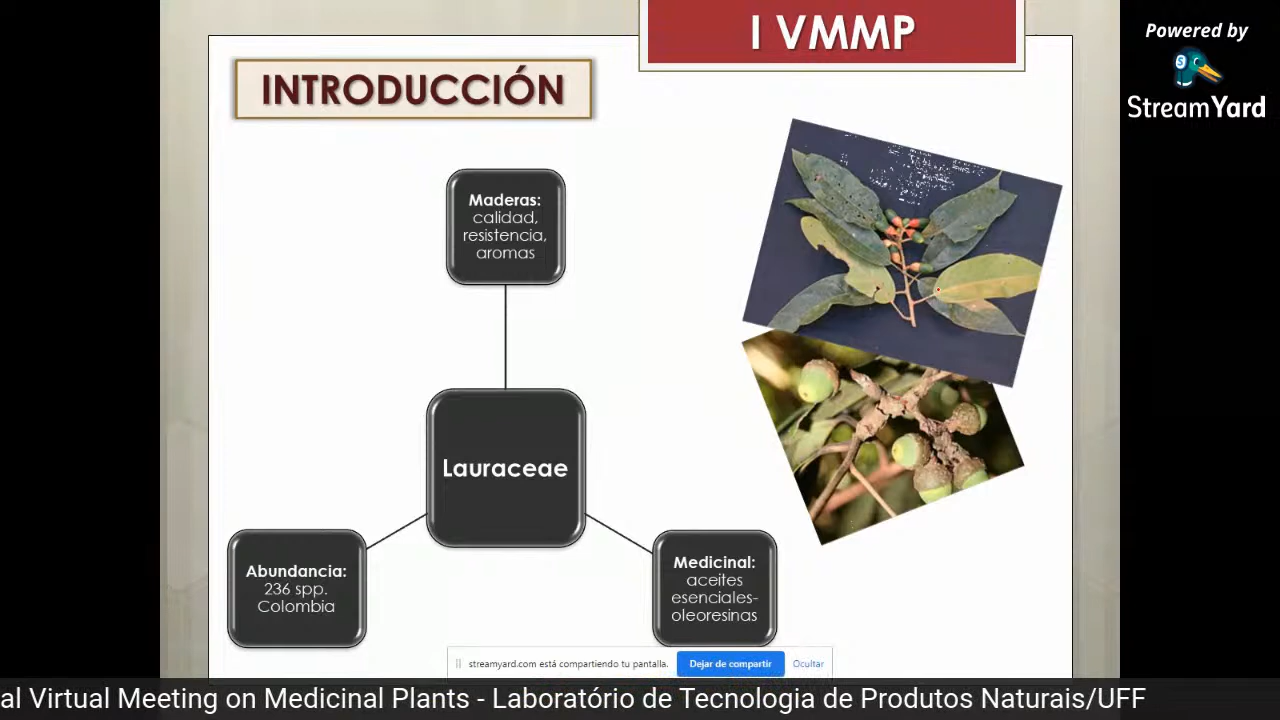 I VMMP
Powered by
StreamYard
INTRODUCCIÓN
Maderas:
calidad,
resistencia,
aromas
Lauraceae
Abundancia:
236 spp.
Colombia
Medicinal:
aceites
esenciales-
oleoresinas
streamyard.com está compartiendo tu pantalla.
Dejar de compartir
Ocultar
al Virtual Meeting on Medicinal Plants - Laboratório de Tecnologia de Produtos Naturais/UFF